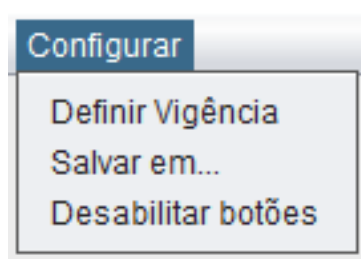 Configurar
Definir Vigência
Salvar em...
Desabilitar botões